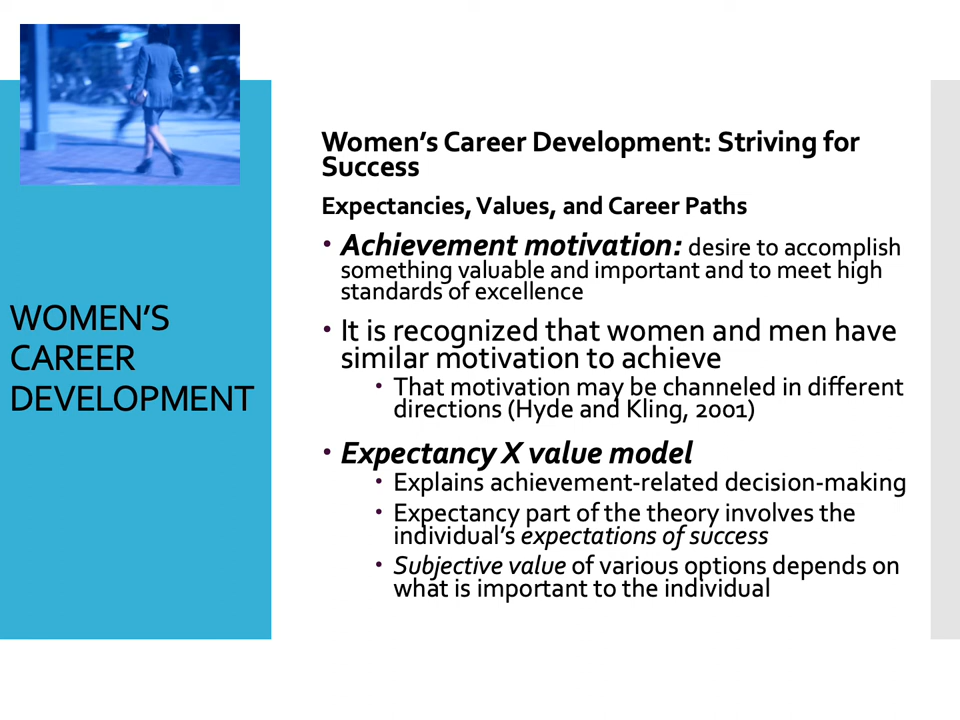 WOMEN'S
CAREER
DEVELOPMENT
Women's Career Development: Striving for
Success
Expectancies, Values, and Career Paths
• Achievement motivation: desire to accomplish
something valuable and important and to meet high
standards of excellence
• It is recognized that women and men have
similar motivation to achieve
• That motivation may be channeled in different
directions (Hyde and Kling, 2001)
• Expectancy X value model
• Explains achievement-related decision-making
• Expectancy part of the theory involves the
individual's expectations of success
• Subjective value of various options depends on
what is important to the individual